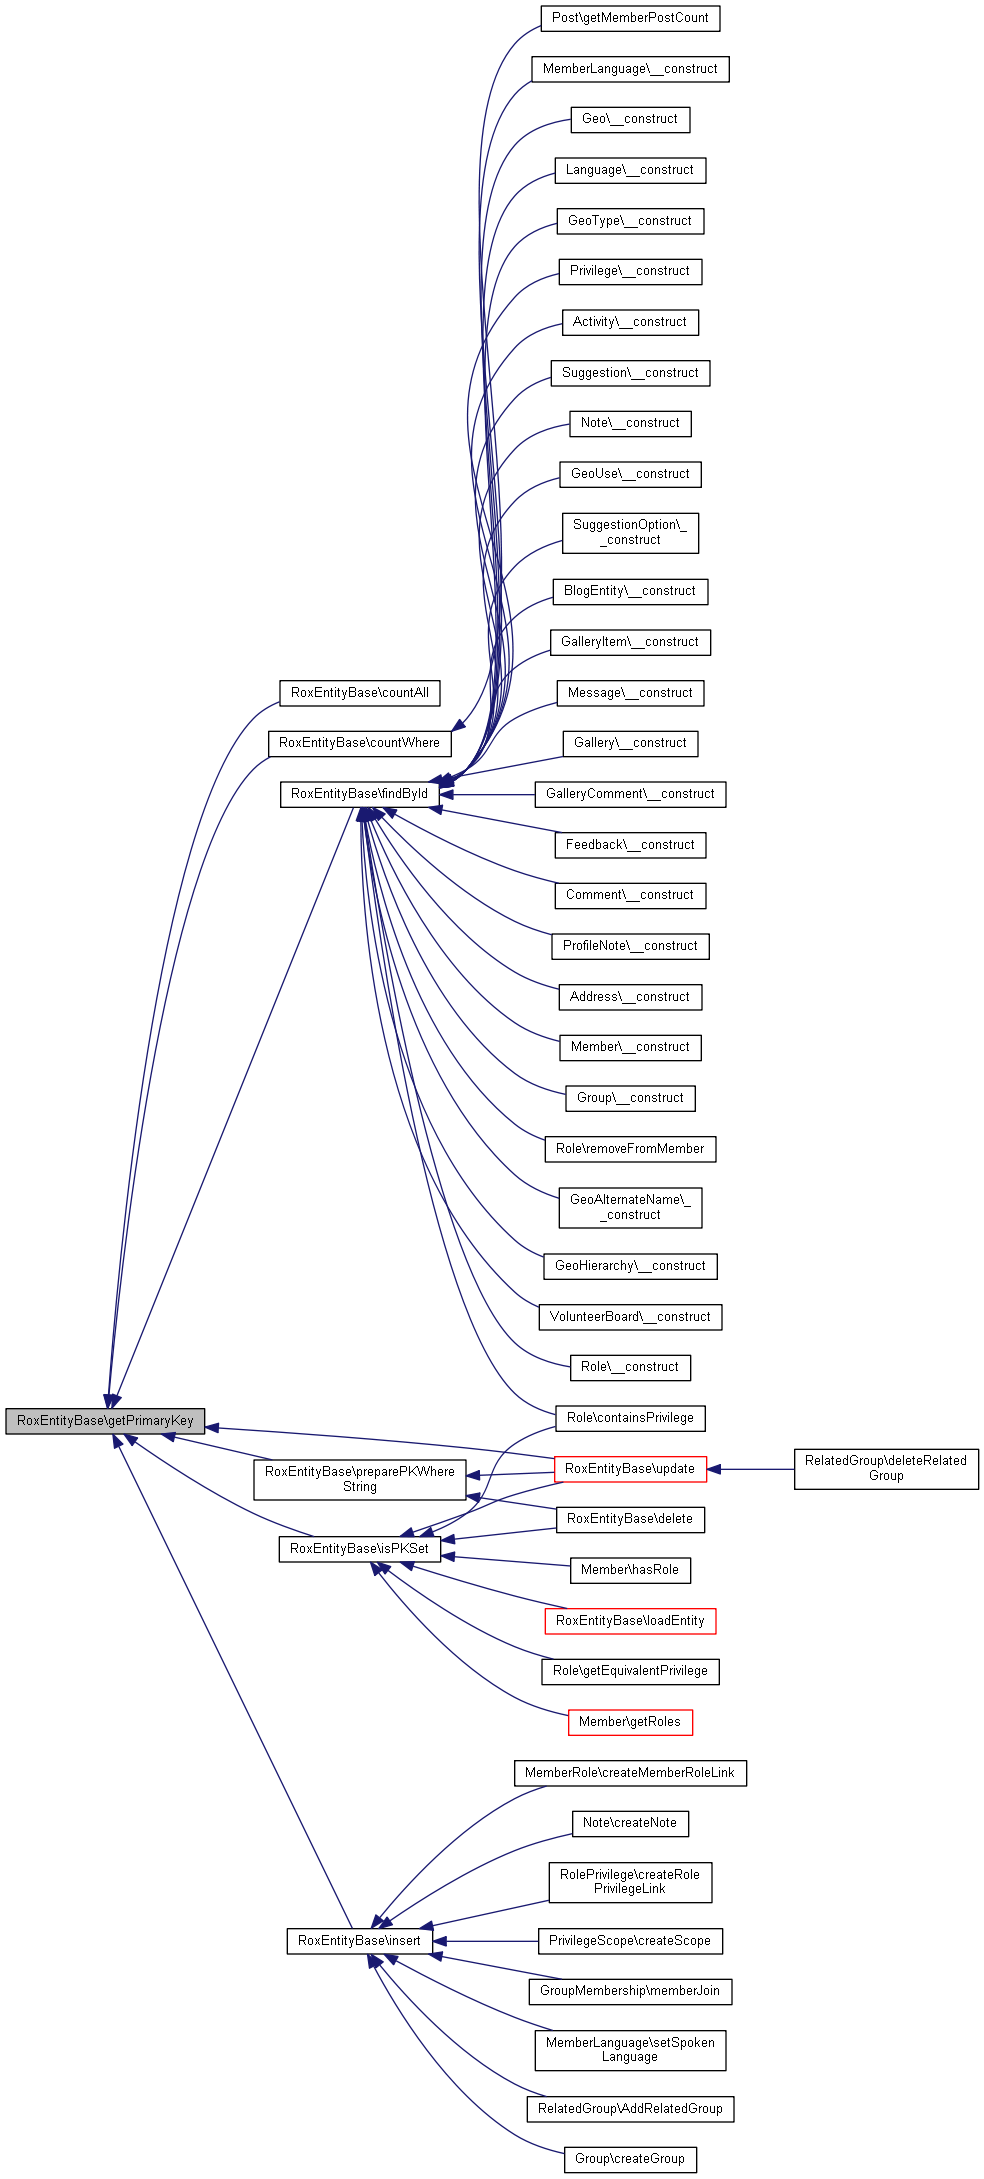 Post\getMemberPostCount
MemberLanguage\__construct
Geo\__construct
Language\__construct
GeoType\__construct
Privilege\__construct
Activity\__construct
Suggestion\__construct
Note\__construct
GeoUse\__construct
SuggestionOption\_
_construct
BlogEntity\__construct
GalleryItem\__construct
RoxEntityBase\countAll
Message\__construct
RoxEntityBase\countWhere
Gallery\__construct
RoxEntityBase\findById
GalleryComment\__construct
Feedback\__construct
Comment\__construct
ProfileNote\__construct
Address\__construct
Member\__construct
Group\__construct
Role\removeFromMember
GeoAlternateName\_
_construct
GeoHierarchy\__construct
VolunteerBoard\__construct
Role\__construct
Role\containsPrivilege
RoxEntityBase\getPrimaryKey
RoxEntityBase\preparePKWhere
String
RoxEntityBase\update
RelatedGroup\deleteRelated
Group
RoxEntityBase\delete
RoxEntityBase\isPKSet
Member\hasRole
RoxEntityBase\loadEntity
Role\getEquivalentPrivilege
Member\getRoles
MemberRole\createMemberRoleLink
Note\createNote
RolePrivilege\createRole
PrivilegeLink
RoxEntityBase\insert
PrivilegeScope\createScope
GroupMembership\memberJoin
MemberLanguage\setSpoken
Language
RelatedGroup\AddRelatedGroup
Group\createGroup